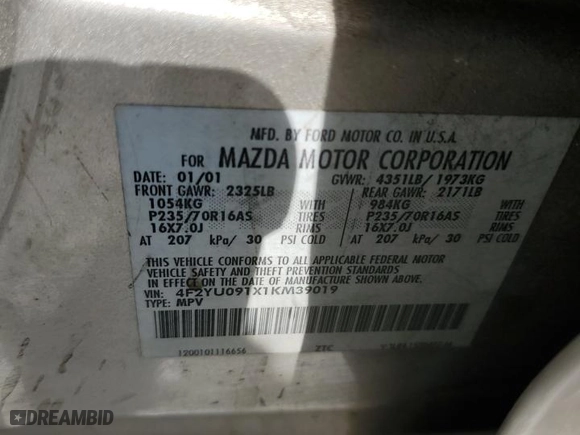 MFD. BY FORD MOTOR CO. IN U.S.A.
FOR MAZDA MOTOR CORPORATION
DATE: 01/01 GVWR: 4351LB/ 1973KG
FRONT GAWR: 2325LB REAR GAWR: 2171LB
1054KG WITH 984KG WITH
P235/70R16AS TIRES P235/70R16AS TIRES
16X7.0J RIMS 16X7.0J RIMS
AT 207 kPa/ 30 PSI COLD AT 207 kPa/ 30 PSI COLD
THIS VEHICLE CONFORMS TO ALL APPLICABLE FEDERAL MOTOR
VEHICLE SAFETY AND THEFT PREVENTION STANDARDS
IN EFFECT ON THE DATE OF MANUFACTURE SHOWN ABOVE.
VIN: 4F2YU091X1KM39019
TYPE: MPV
1200101116656 ZTC
DREAMBID